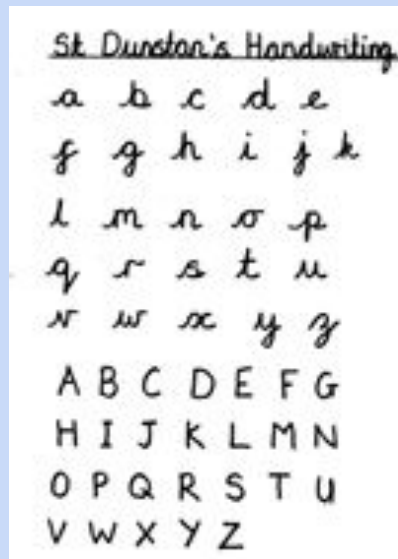 St Dunstan's Handwriting
a b c d e
f g h i j k
l m n o p
q r s t u
v w x y z
A B C D E F G
H I J K L M N
O P Q R S T U
V W X Y Z